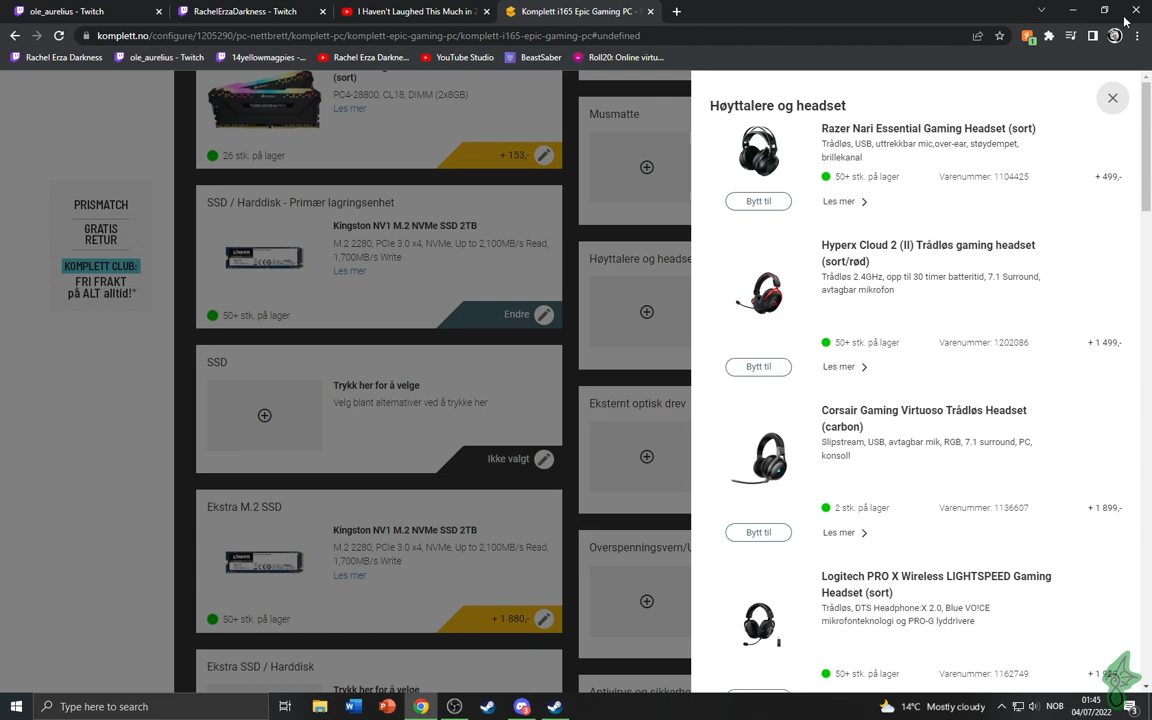 ole_aurelius - Twitch
RachelErzaDarkness - Twitch
I Haven't Laughed This Much in 2
Komplett i165 Epic Gaming PC -
komplett.no/configure/1205290/pc-nettbrett/komplett-pc/komplett-epic-gaming-pc/komplett-i165-epic-gaming-pc#undefined
1
Rachel Erza Darkness
ole_aurelius - Twitch
14yellowmagpies -...
Rachel Erza Darkne...
YouTube Studio
BeastSaber
Roll20: Online virtu...
PRISMATCH
GRATIS
RETUR
KOMPLETT CLUB:
FRI FRAKT
på ALT alltid!*
(sort)
PC4-28800, CL18, DIMM (2x8GB)
Les mer
26 stk. på lager
+ 153,-
SSD / Harddisk - Primær lagringsenhet
Kingston NV1 M.2 NVMe SSD 2TB
M.2 2280, PCIe 3.0 x4, NVMe, Up to 2,100MB/s Read,
1,700MB/s Write
Les mer
50+ stk. på lager
Endre
SSD
Trykk her for å velge
Velg blant alternativer ved å trykke her
Ikke valgt
Ekstra M.2 SSD
Kingston NV1 M.2 NVMe SSD 2TB
M.2 2280, PCIe 3.0 x4, NVMe, Up to 2,100MB/s Read,
1,700MB/s Write
Les mer
50+ stk. på lager
+ 1 880,-
Ekstra SSD / Harddisk
Trykk her for å velge
Musmatte
Høyttalere og headse
Eksternt optisk drev
Overspenningsvern/U
Antivirus og sikkerhe
Høyttalere og headset
Razer Nari Essential Gaming Headset (sort)
Trådløs, USB, uttrekkbar mic,over-ear, støydempet,
brillekanal
50+ stk. på lager
Varenummer: 1104425
+ 499,-
Bytt til
Les mer
Hyperx Cloud 2 (II) Trådløs gaming headset
(sort/rød)
Trådløs 2.4GHz, opp til 30 timer batteritid, 7.1 Surround,
avtagbar mikrofon
50+ stk. på lager
Varenummer: 1202086
+ 1 499,-
Bytt til
Les mer
Corsair Gaming Virtuoso Trådløs Headset
(carbon)
Slipstream, USB, avtagbar mik, RGB, 7.1 surround, PC,
konsoll
2 stk. på lager
Varenummer: 1136607
+ 1 899,-
Bytt til
Les mer
Logitech PRO X Wireless LIGHTSPEED Gaming
Headset (sort)
Trådløs, DTS Headphone:X 2.0, Blue VO!CE
mikrofonteknologi og PRO-G lyddrivere
50+ stk. på lager
Varenummer: 1162749
Type here to search
14°C Mostly cloudy
NOB
01:45
04/07/2022
3